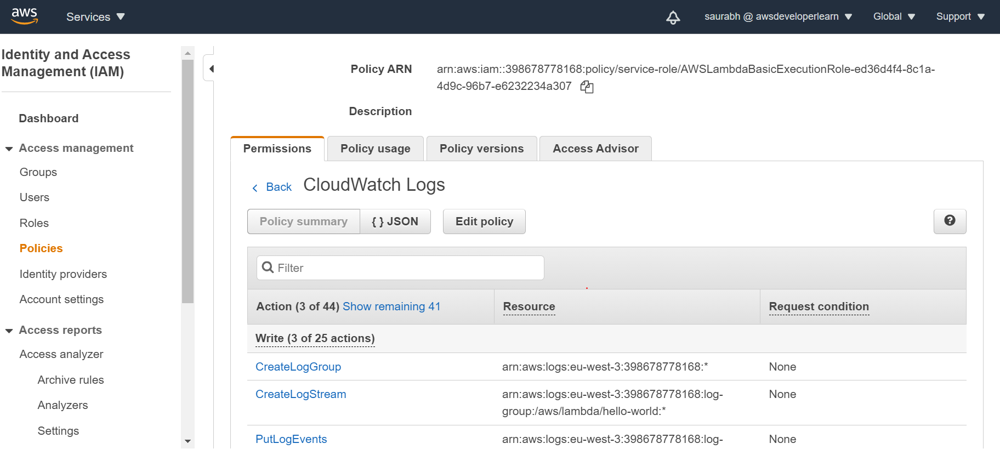 aws
Services
saurabh @ awsdeveloperlearn
Global
Support
Identity and Access
Management (IAM)
Dashboard
Access management
Groups
Users
Roles
Policies
Identity providers
Account settings
Access reports
Access analyzer
Archive rules
Analyzers
Settings
Policy ARN
arn:aws:iam::398678778168:policy/service-role/AWSLambdaBasicExecutionRole-ed36d4f4-8c1a-
4d9c-96b7-e6232234a307
Description
Permissions
Policy usage
Policy versions
Access Advisor
Back
CloudWatch Logs
Policy summary
{ } JSON
Edit policy
?
Filter
Action (3 of 44) Show remaining 41
Resource
Request condition
Write (3 of 25 actions)
CreateLogGroup
arn:aws:logs:eu-west-3:398678778168:*
None
CreateLogStream
arn:aws:logs:eu-west-3:398678778168:log-
group:/aws/lambda/hello-world:*
None
PutLogEvents
arn:aws:logs:eu-west-3:398678778168:log-
None